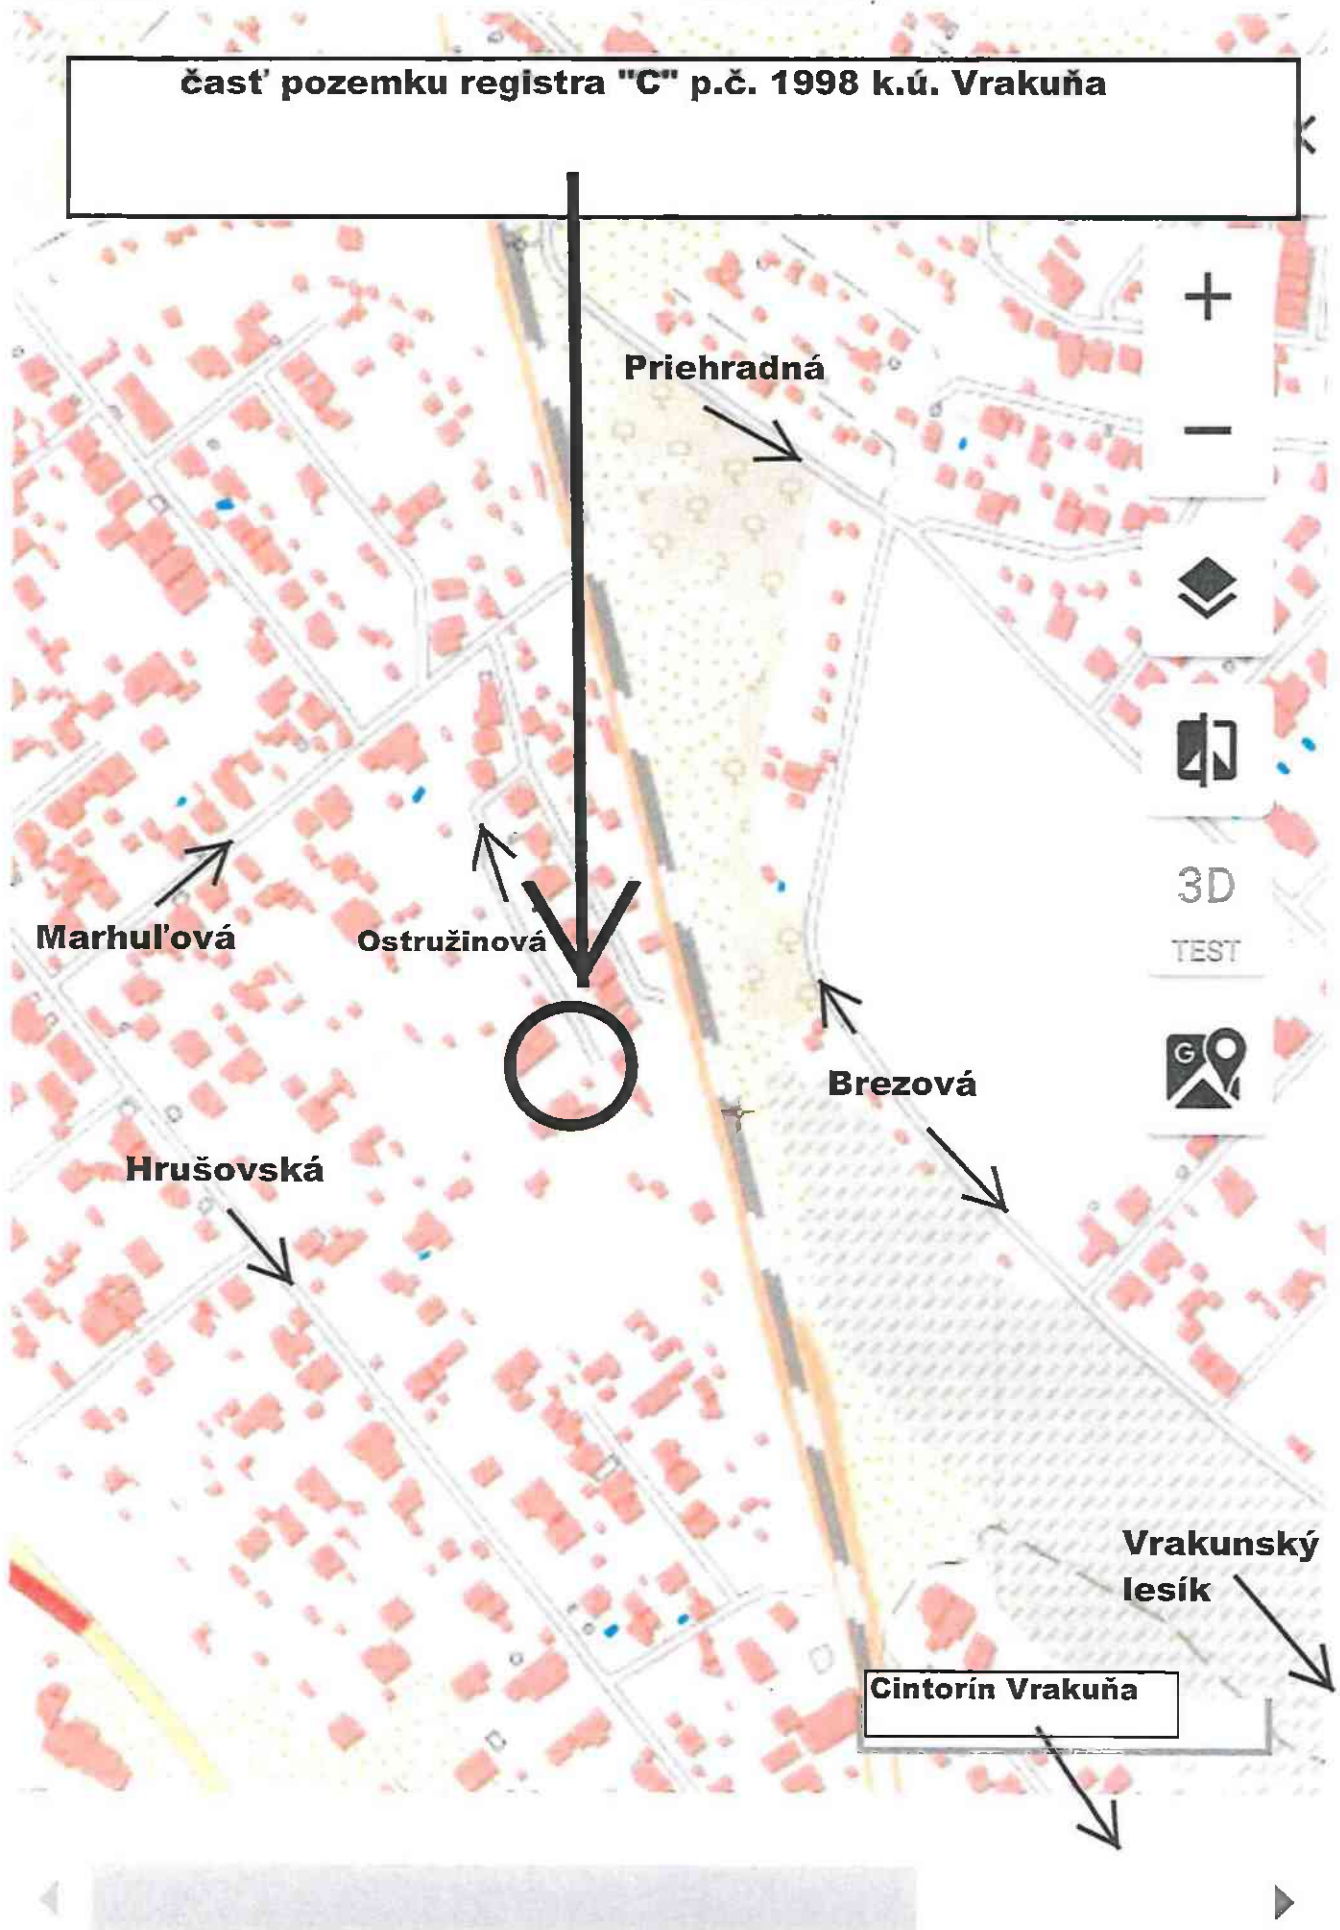 časť pozemku registra "C" p.č. 1998 k.ú. Vrakuňa
Priehradná
3D
TEST
Marhuľová
Ostružinová
G
Brezová
Hrušovská
Vrakunský
lesík
Cintorín Vrakuňa